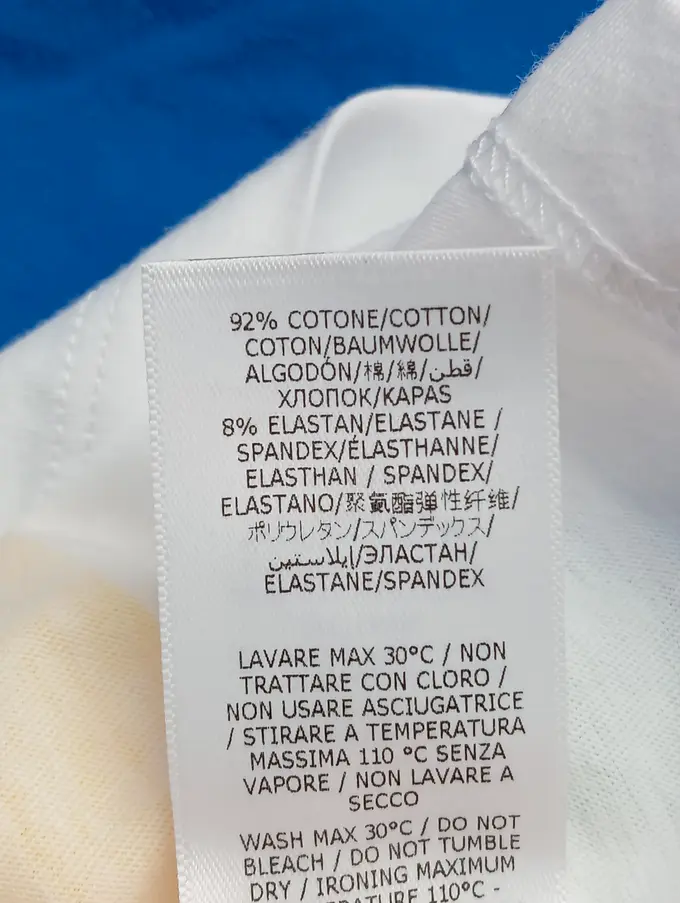 92% COTONE/COTTON/
COTON/BAUMWOLLE/
ALGODÓN/棉/綿/قطن/
ХЛОПОК/KAPAS
8% ELASTAN/ELASTANE /
SPANDEX/ÉLASTHANNE/
ELASTHAN / SPANDEX/
ELASTANO/聚氨酯弹性纤维/
ポリウレタン/スパンデックス/
إيلاستين/ЭЛАСТАН/
ELASTANE/SPANDEX
LAVARE MAX 30°C / NON
TRATTARE CON CLORO /
NON USARE ASCIUGATRICE
/ STIRARE A TEMPERATURA
MASSIMA 110 °C SENZA
VAPORE / NON LAVARE A
SECCO
WASH MAX 30°C / DO NOT
BLEACH / DO NOT TUMBLE
DRY / IRONING MAXIMUM
110°C -